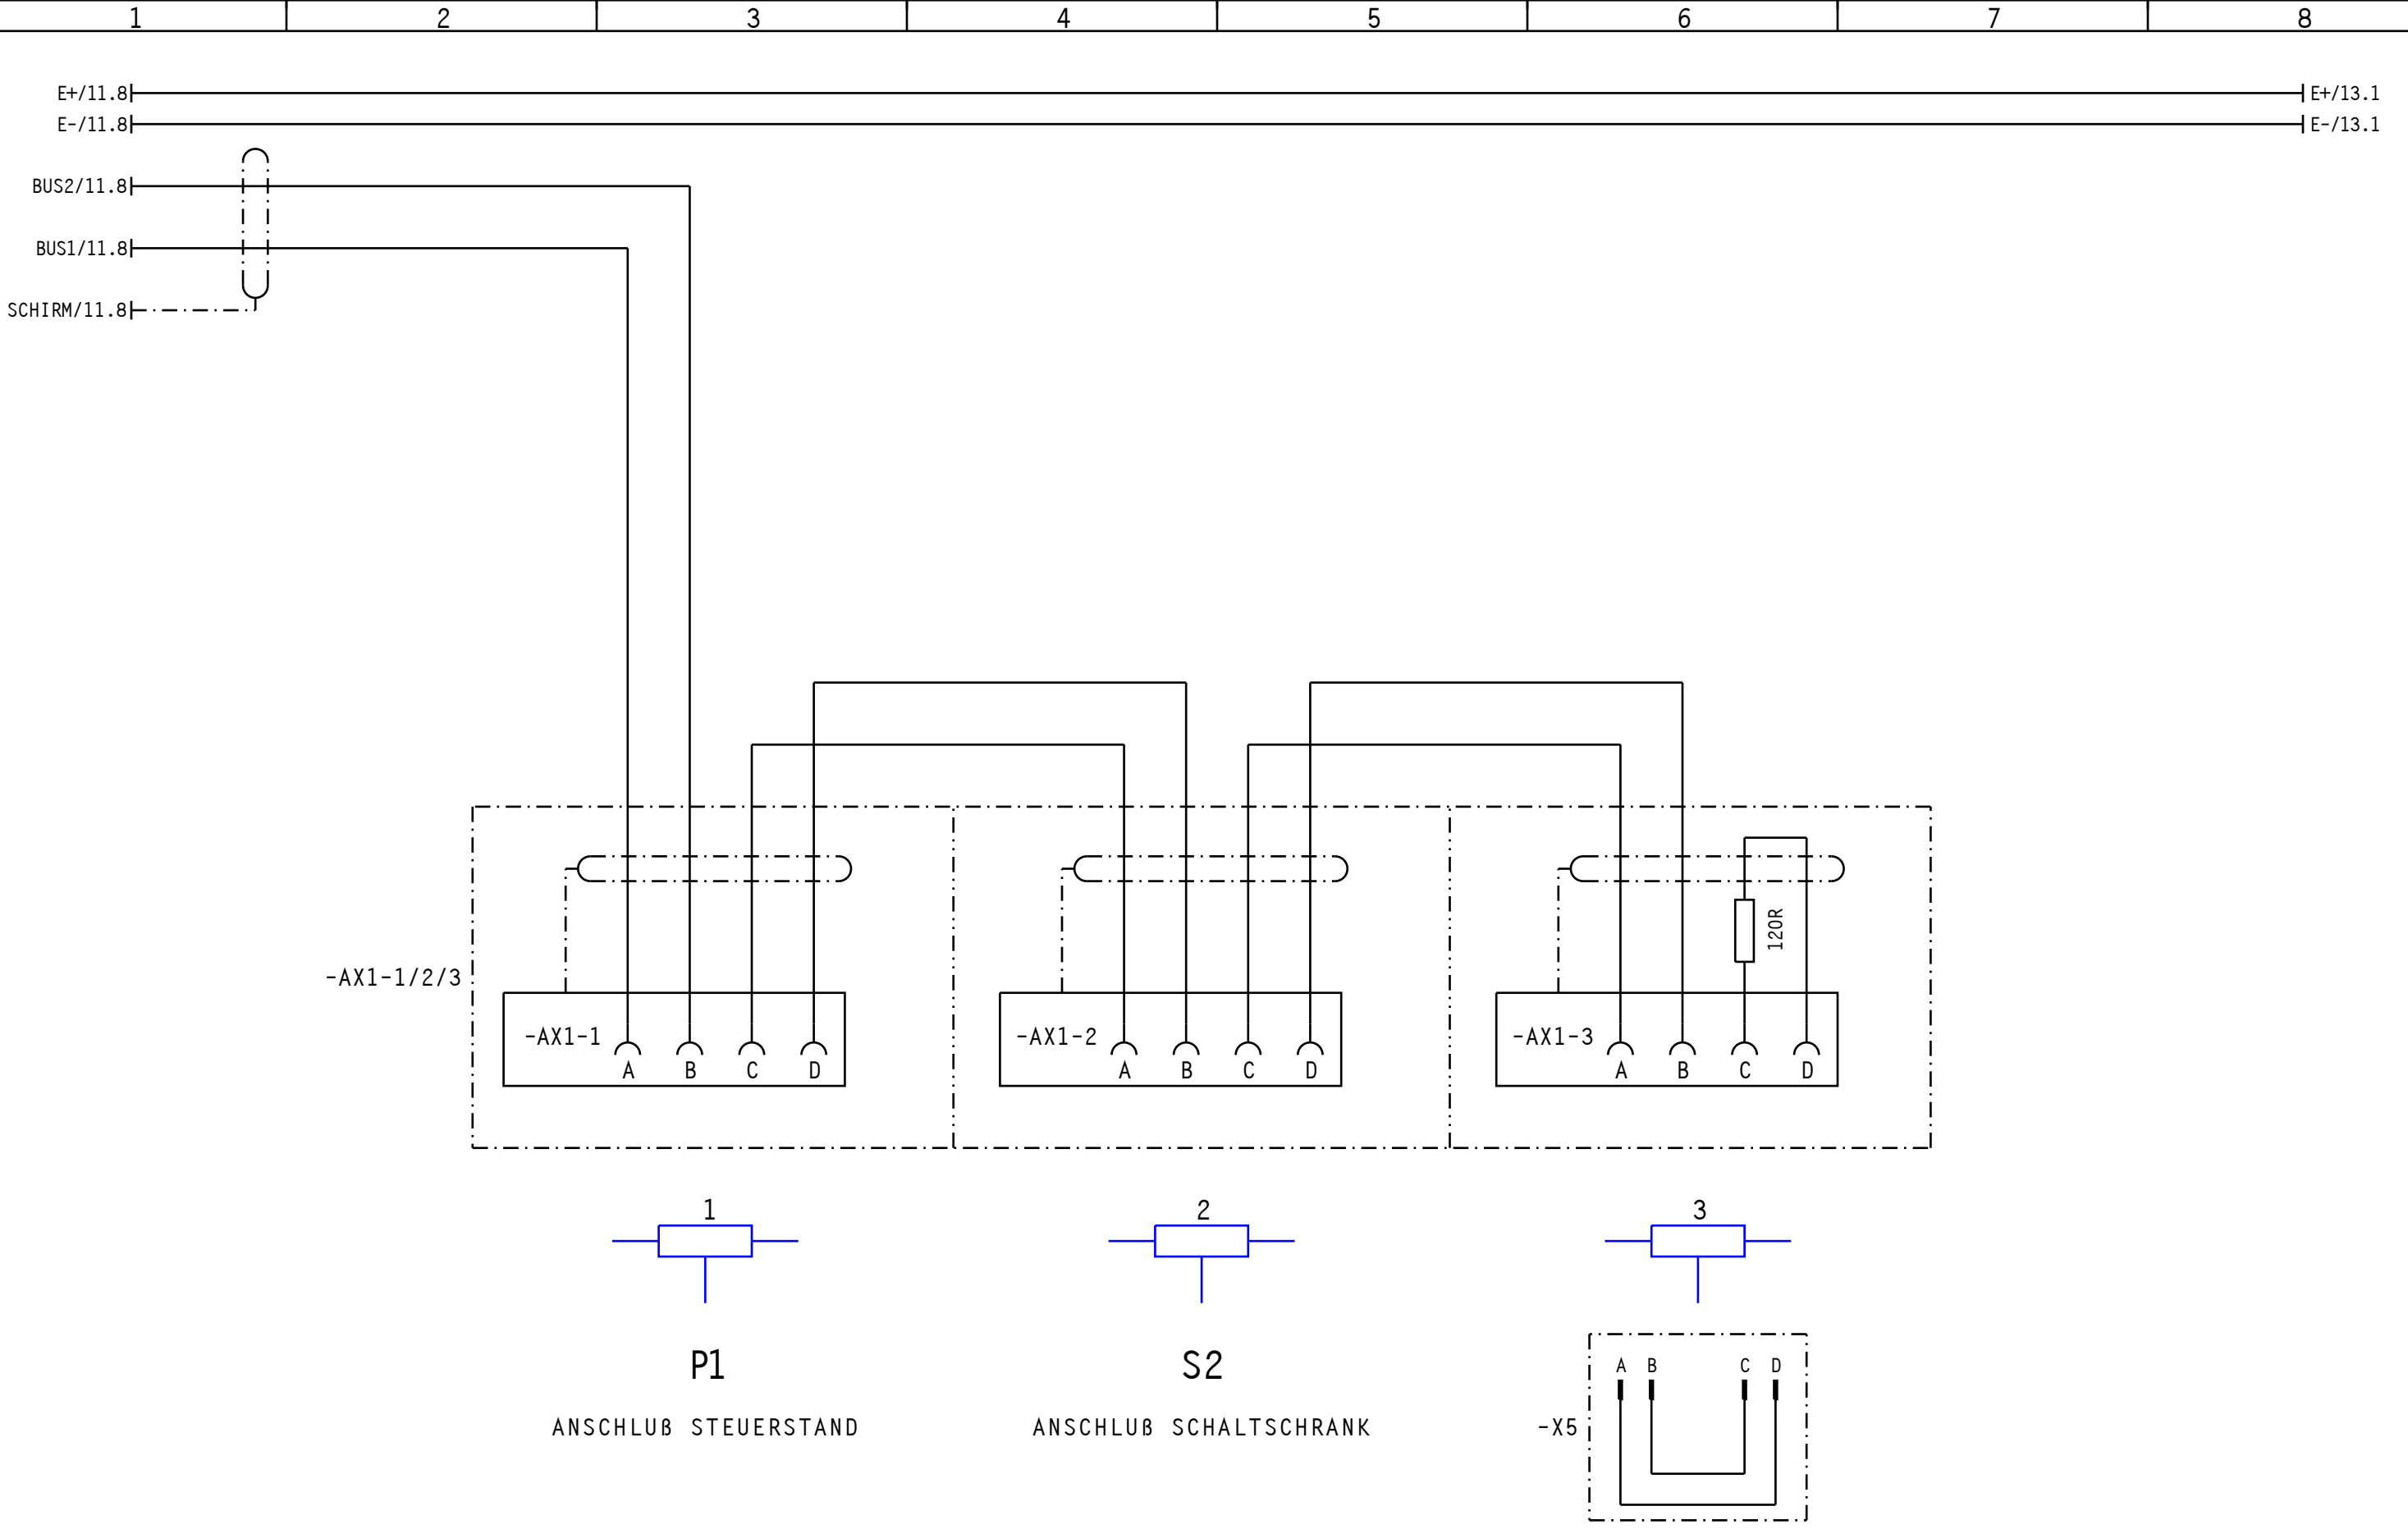 1 2 3 4 5 6 7 8
E+/11.8 E+/13.1
E-/11.8 E-/13.1
BUS2/11.8
BUS1/11.8
SCHIRM/11.8
120R
-AX1-1/2/3
-AX1-1 -AX1-2 -AX1-3
A B C D A B C D A B C D
1 2 3
P1 S2
A B C D
ANSCHLUß STEUERSTAND ANSCHLUß SCHALTSCHRANK -X5